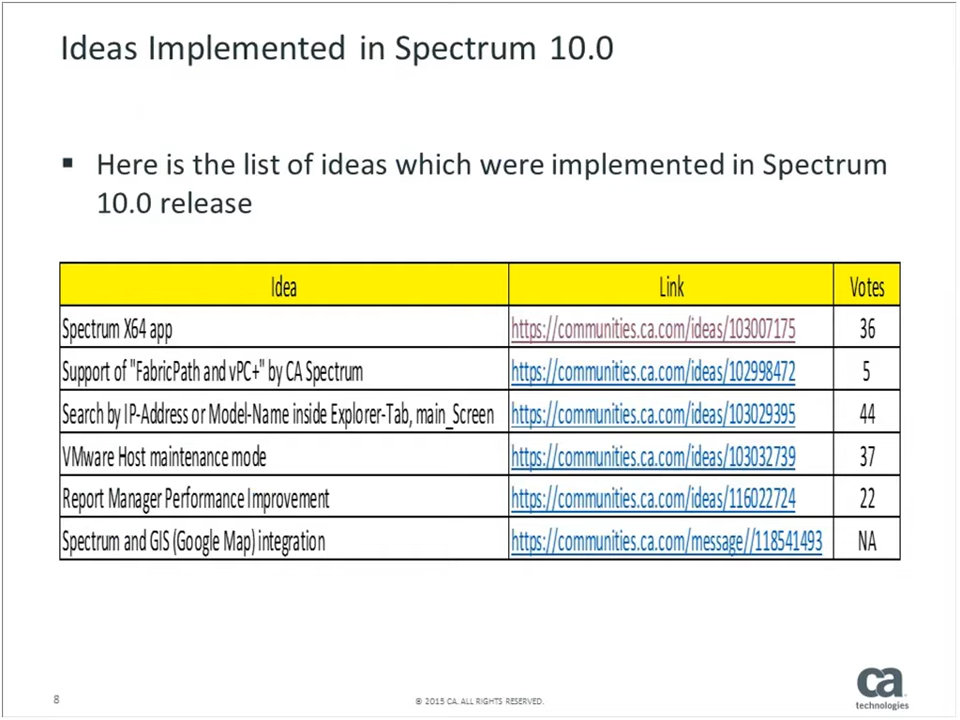 Ideas Implemented in Spectrum 10.0
▪ Here is the list of ideas which were implemented in Spectrum
10.0 release
Idea Link Votes
Spectrum X64 app https://communities.ca.com/ideas/103007175 36
Support of "FabricPath and vPC+" by CA Spectrum https://communities.ca.com/ideas/102998472 5
Search by IP-Address or Model-Name inside Explorer-Tab, main_Screen https://communities.ca.com/ideas/103029395 44
VMware Host maintenance mode https://communities.ca.com/ideas/103032739 37
Report Manager Performance Improvement https://communities.ca.com/ideas/116022724 22
Spectrum and GIS (Google Map) integration https://communities.ca.com/message//118541493 NA
8 © 2015 CA. ALL RIGHTS RESERVED.
ca
technologies